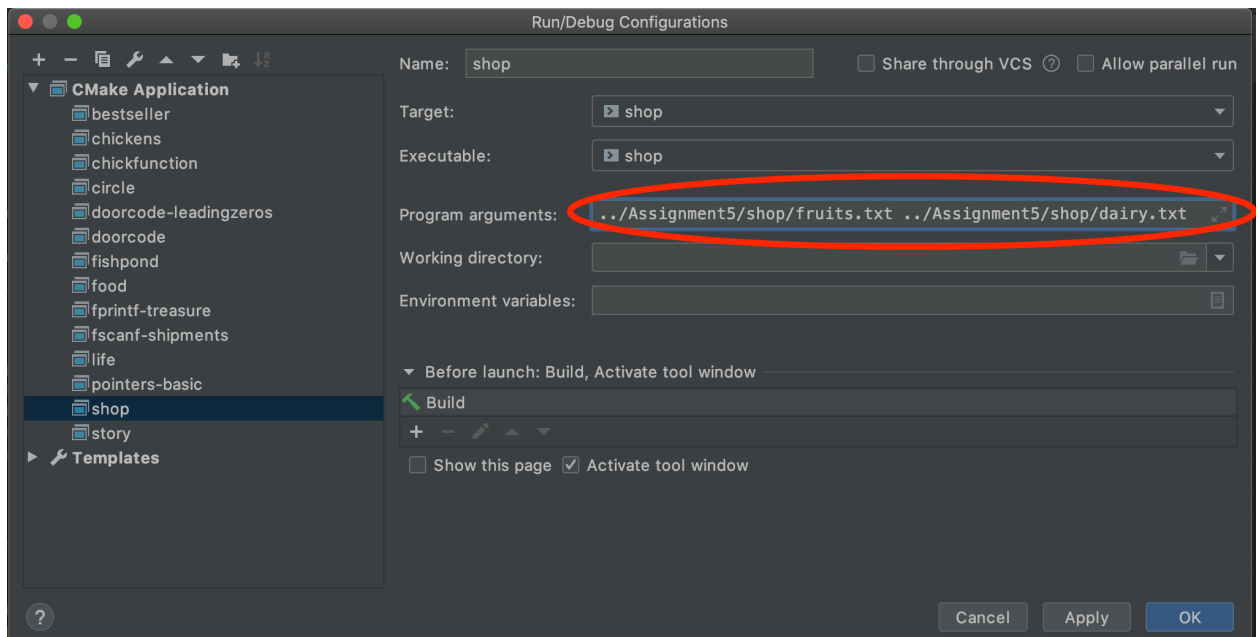 Run/Debug Configurations
Name: shop
Share through VCS ?
Allow parallel run
CMake Application
bestseller
chickens
chickfunction
circle
doorcode-leadingzeros
doorcode
fishpond
food
fprintf-treasure
fscanf-shipments
life
pointers-basic
shop
story
Templates
Target: shop
Executable: shop
Program arguments: ../Assignment5/shop/fruits.txt ../Assignment5/shop/dairy.txt
Working directory:
Environment variables:
Before launch: Build, Activate tool window
Build
Show this page
Activate tool window
?
Cancel
Apply
OK